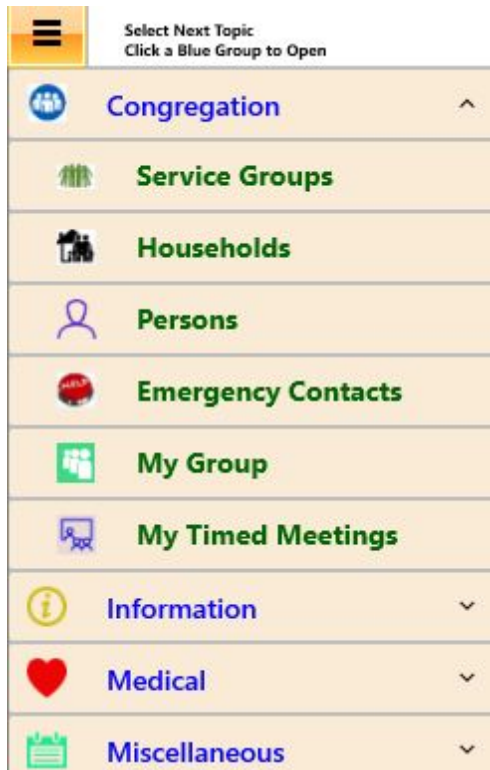 Select Next Topic
Click a Blue Group to Open
Congregation
Service Groups
Households
Persons
HELP
Emergency Contacts
My Group
My Timed Meetings
Information
Medical
Miscellaneous